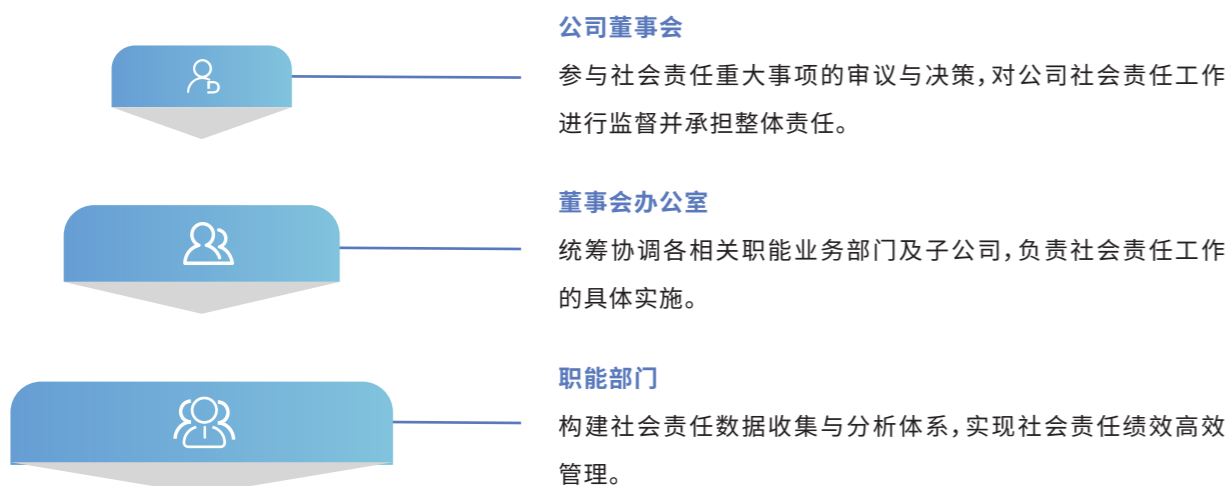 公司董事会
参与社会责任重大事项的审议与决策,对公司社会责任工作
进行监督并承担整体责任。
董事会办公室
统筹协调各相关职能业务部门及子公司,负责社会责任工作
的具体实施。
职能部门
构建社会责任数据收集与分析体系,实现社会责任绩效高效
管理。